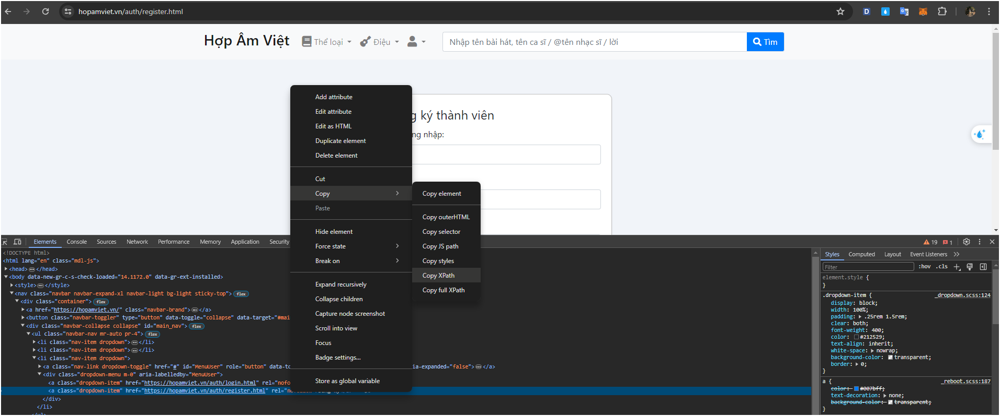 hopamviet.vn/auth/register.html
Hợp Âm Việt
Thể loại
Điệu
Nhập tên bài hát, tên ca sĩ / @tên nhạc sĩ / lời
Tìm
g ký thành viên
ng nhập:
Add attribute
Edit attribute
Edit as HTML
Duplicate element
Delete element
Cut
Copy
Paste
Hide element
Force state
Break on
Expand recursively
Collapse children
Capture node screenshot
Scroll into view
Focus
Badge settings...
Store as global variable
Copy element
Copy outerHTML
Copy selector
Copy JS path
Copy styles
Copy XPath
Copy full XPath
Elements Console Sources Network Performance Memory Application Security
19 1
<!DOCTYPE html>
<html lang="en" class="mdl-js">
<head>…</head>
<body data-new-gr-c-s-check-loaded="14.1172.0" data-gr-ext-installed>
<style>…</style>
<nav class="navbar navbar-expand-xl navbar-light bg-light sticky-top"> flex
<div class="container"> flex
<a href="https://hopamviet.vn/" class="navbar-brand">…</a>
<button class="navbar-toggler" type="button" data-toggle="collapse" data-target="#mai
<div class="navbar-collapse collapse" id="main_nav"> flex
<ul class="navbar-nav mr-auto pr-4"> flex
<li class="nav-item dropdown">…</li>
<li class="nav-item dropdown">…</li>
<li class="nav-item dropdown">
<a class="nav-link dropdown-toggle" href="#" id="MenuUser" role="button" data-to ia-expanded="false">…</a>
<div class="dropdown-menu m-0" aria-labelledby="MenuUser">
<a class="dropdown-item" href="https://hopamviet.vn/auth/login.html" rel="nofo
<a class="dropdown-item" href="https://hopamviet.vn/auth/register.html" rel="no
</div>
</li>
Styles Computed Layout Event Listeners
Filter :hov .cls
element.style {
}
.dropdown-item { _dropdown.scss:124
display: block;
width: 100%;
padding: .25rem 1.5rem;
clear: both;
font-weight: 400;
color: #212529;
text-align: inherit;
white-space: nowrap;
background-color: transparent;
border: 0;
}
a { _reboot.scss:187
color: #007bff;
text-decoration: none;
background-color: transparent;
}